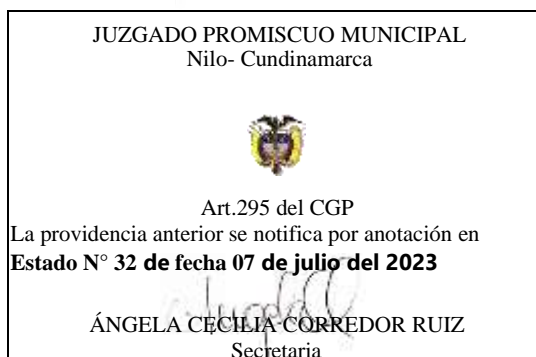 JUZGADO PROMISCUO MUNICIPAL
Nilo- Cundinamarca
Art.295 del CGP
La providencia anterior se notifica por anotación en
Estado N° 32 de fecha 07 de julio del 2023
ÁNGELA CECILIA CORREDOR RUIZ
Secretaria